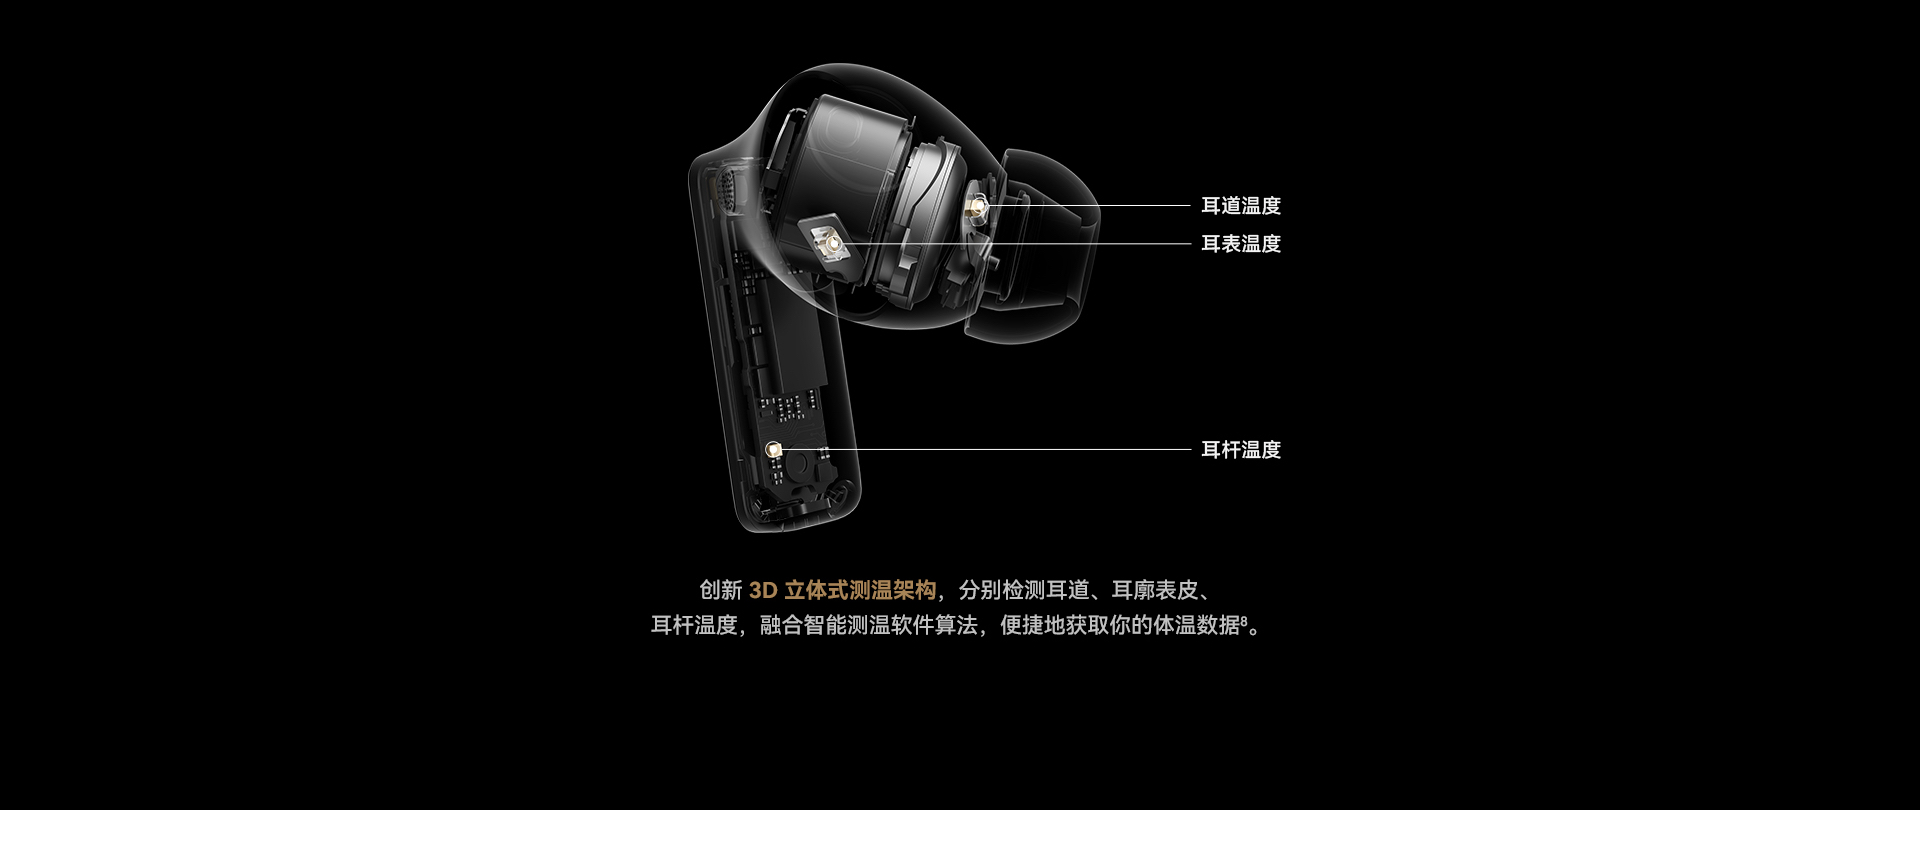 耳道温度
耳表温度
耳杆温度
创新 3D 立体式测温架构，分别检测耳道、耳廓表皮、
耳杆温度，融合智能测温软件算法，便捷地获取你的体温数据⁸。